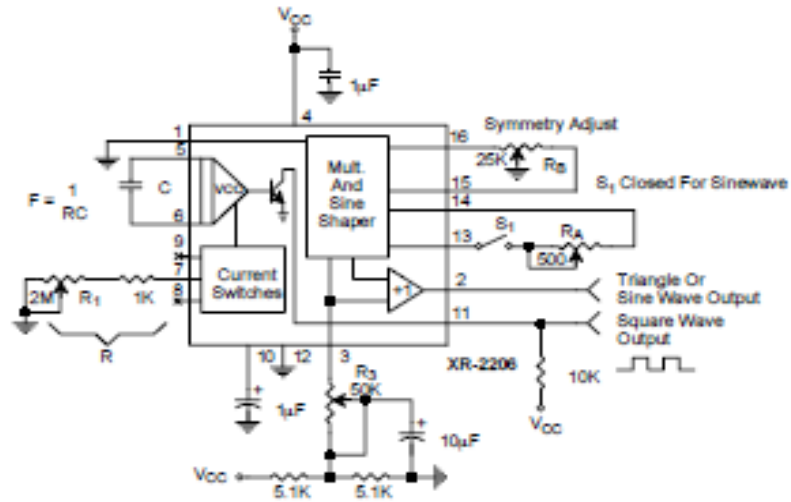 VCC
1μF
4
1
5
16
Symmetry Adjust
25K
RB
Mult.
And
Sine
Shaper
C
VCO
15
S1 Closed For Sinewave
14
F = 1
RC
6
S1
RA
13
500
9
7
8
Current
Switches
2M
R1
1K
+1
2
Triangle Or
Sine Wave Output
11
Square Wave
Output
R
10
12
3
XR-2206
R3
50K
10K
1μF
+
+
10μF
VCC
VCC
5.1K
5.1K